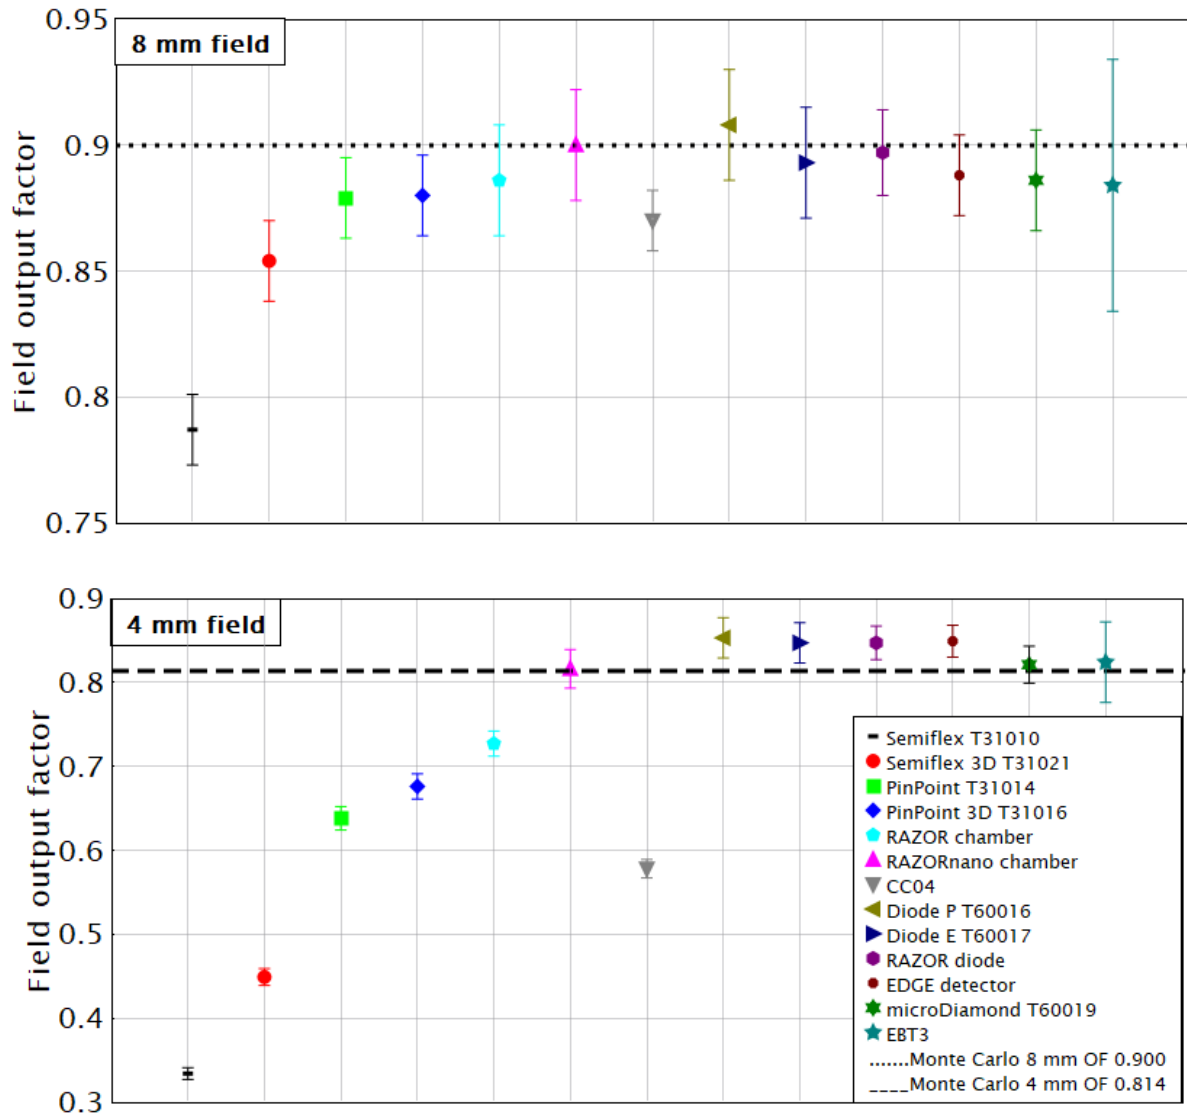 0.95
8 mm field
0.9
0.85
0.8
0.75
Field output factor
0.9
4 mm field
0.8
0.7
0.6
0.5
0.4
0.3
Field output factor
Semiflex T31010
Semiflex 3D T31021
PinPoint T31014
PinPoint 3D T31016
RAZOR chamber
RAZORnano chamber
CC04
Diode P T60016
Diode E T60017
RAZOR diode
EDGE detector
microDiamond T60019
EBT3
.......Monte Carlo 8 mm OF 0.900
____Monte Carlo 4 mm OF 0.814